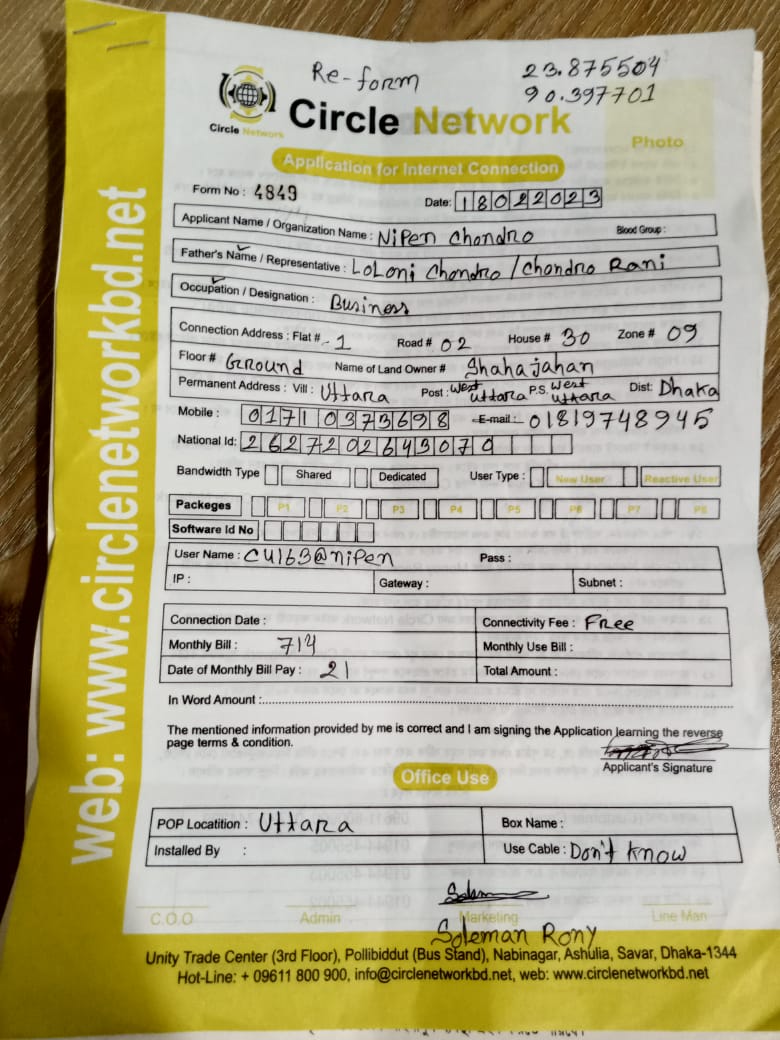 Re-form
23.875504
90.397701
Circle Network
Circle Network
Photo
Application for Internet Connection
Form No : 4849
Date: 18022023
Applicant Name / Organization Name : Nipen Chondro Blood Group :
Father's Name / Representative : LoLoni Chondro / Chondro Rani
Occupation / Designation : Business
Connection Address : Flat # - 1 Road # 02 House # 30 Zone # 09
Floor # Ground Name of Land Owner # Shahajahan
Permanent Address : Vill : Uttara Post : West Uttara P.S. West Uttara Dist: Dhaka
Mobile : 01710373698 E-mail : 01819748945
National Id: 2627202643070
Bandwidth Type Shared Dedicated User Type : New User Reactive User
Packeges P1 P2 P3 P4 P5 P6 P7 P8
Software Id No
User Name : CU163@nipen Pass :
IP : Gateway : Subnet :
Connection Date : Connectivity Fee : Free
Monthly Bill : 714 Monthly Use Bill :
Date of Monthly Bill Pay : 21 Total Amount :
In Word Amount :
The mentioned information provided by me is correct and I am signing the Application learning the reverse
page terms & condition.
Applicant's Signature
Office Use
POP Locatition : Uttara Box Name :
Installed By : Use Cable : Don't know
C.O.O Admin Marketing Line Man
Soleman Rony
Unity Trade Center (3rd Floor), Pollibiddut (Bus Stand), Nabinagar, Ashulia, Savar, Dhaka-1344
Hot-Line: + 09611 800 900, info@circlenetworkbd.net, web: www.circlenetworkbd.net
web: www.circlenetworkbd.net